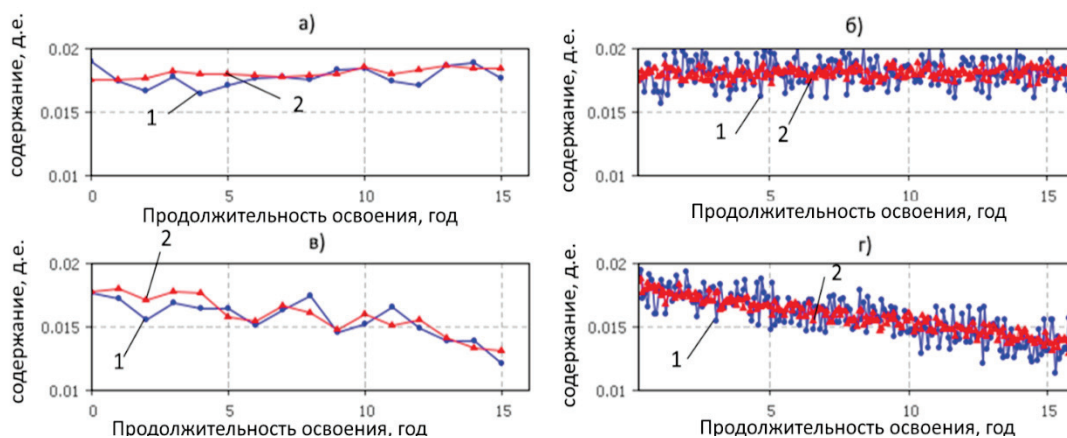 а)
содержание, д.е.
0.02
0.015
0.01
1
2
0
5
10
15
Продолжительность освоения, год
б)
содержание, д.е.
0.02
0.015
0.01
1
2
5
10
15
Продолжительность освоения, год
в)
содержание, д.е.
0.02
0.015
0.01
2
1
0
5
10
15
Продолжительность освоения, год
г)
содержание, д.е.
0.02
0.015
0.01
2
1
5
10
15
Продолжительность освоения, год